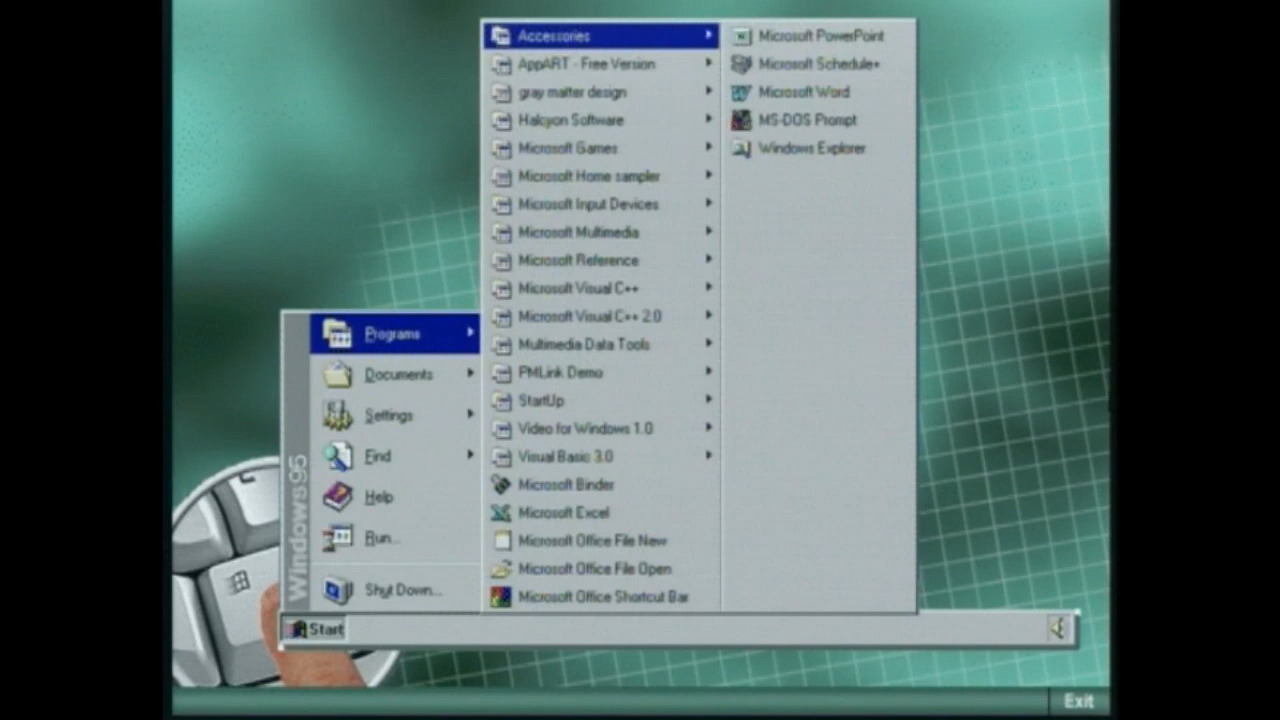 Programs
Documents
Settings
Find
Help
Run...
Shut Down...
Windows95
Start
Accessories
AppART - Free Version
gray matter design
Halcyon Software
Microsoft Games
Microsoft Home sampler
Microsoft Input Devices
Microsoft Multimedia
Microsoft Reference
Microsoft Visual C++
Microsoft Visual C++ 2.0
Multimedia Data Tools
PMLink Demo
StartUp
Video for Windows 1.0
Visual Basic 3.0
Microsoft Binder
Microsoft Excel
Microsoft Office File New
Microsoft Office File Open
Microsoft Office Shortcut Bar
Microsoft PowerPoint
Microsoft Schedule+
Microsoft Word
MS-DOS Prompt
Windows Explorer
Exit